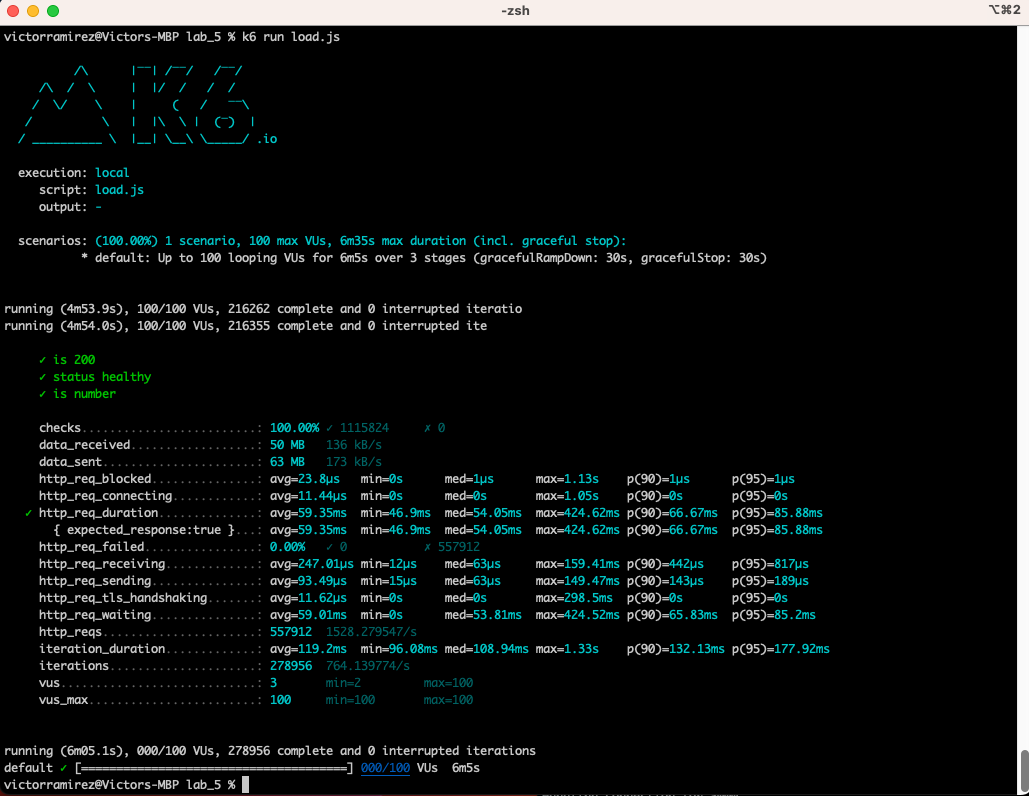 -zsh
⌥⌘2
victorramirez@Victors-MBP lab_5 % k6 run load.js
          /\      |‾‾| /‾‾/   /‾‾/
     /\  /  \     |  |/  /   /  /
    /  \/    \    |     (   /   ‾‾\
   /          \   |  |\  \ |  (‾)  |
  / __________ \  |__| \__\ \_____/ .io
  execution: local
     script: load.js
     output: -
  scenarios: (100.00%) 1 scenario, 100 max VUs, 6m35s max duration (incl. graceful stop):
           * default: Up to 100 looping VUs for 6m5s over 3 stages (gracefulRampDown: 30s, gracefulStop: 30s)
running (4m53.9s), 100/100 VUs, 216262 complete and 0 interrupted iteratio
running (4m54.0s), 100/100 VUs, 216355 complete and 0 interrupted ite
     ✓ is 200
     ✓ status healthy
     ✓ is number
     checks.........................: 100.00% ✓ 1115824     ✗ 0
     data_received..................: 50 MB   136 kB/s
     data_sent......................: 63 MB   173 kB/s
     http_req_blocked...............: avg=23.8µs   min=0s      med=1µs      max=1.13s    p(90)=1µs      p(95)=1µs
     http_req_connecting............: avg=11.44µs  min=0s      med=0s       max=1.05s    p(90)=0s       p(95)=0s
   ✓ http_req_duration..............: avg=59.35ms  min=46.9ms  med=54.05ms  max=424.62ms p(90)=66.67ms  p(95)=85.88ms
       { expected_response:true }...: avg=59.35ms  min=46.9ms  med=54.05ms  max=424.62ms p(90)=66.67ms  p(95)=85.88ms
     http_req_failed................: 0.00%   ✓ 0           ✗ 557912
     http_req_receiving.............: avg=247.01µs min=12µs    med=63µs     max=159.41ms p(90)=442µs    p(95)=817µs
     http_req_sending...............: avg=93.49µs  min=15µs    med=63µs     max=149.47ms p(90)=143µs    p(95)=189µs
     http_req_tls_handshaking.......: avg=11.62µs  min=0s      med=0s       max=298.5ms  p(90)=0s       p(95)=0s
     http_req_waiting...............: avg=59.01ms  min=0s      med=53.81ms  max=424.52ms p(90)=65.83ms  p(95)=85.2ms
     http_reqs......................: 557912  1528.279547/s
     iteration_duration.............: avg=119.2ms  min=96.08ms med=108.94ms max=1.33s    p(90)=132.13ms p(95)=177.92ms
     iterations.....................: 278956  764.139774/s
     vus............................: 3       min=2         max=100
     vus_max........................: 100     min=100       max=100
running (6m05.1s), 000/100 VUs, 278956 complete and 0 interrupted iterations
default ✓ [======================================] 000/100 VUs  6m5s
victorramirez@Victors-MBP lab_5 %